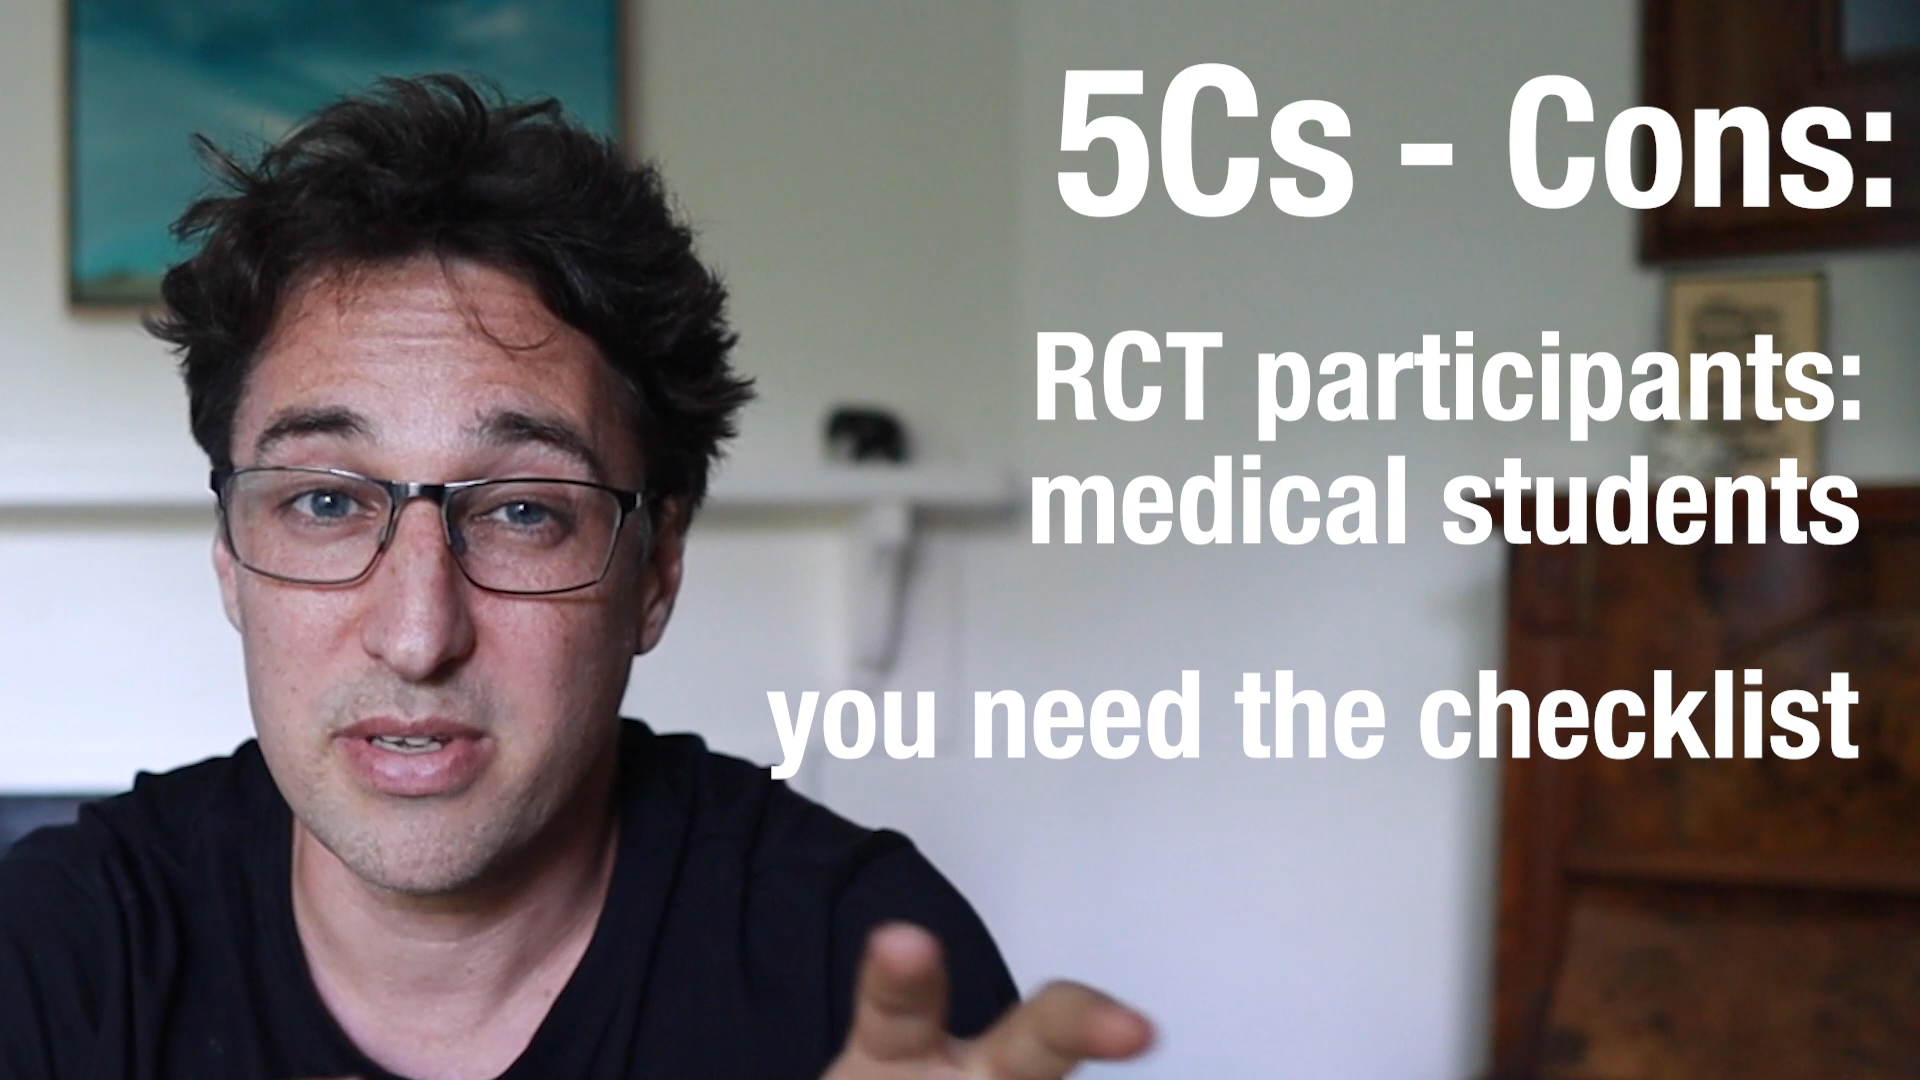 5Cs - Cons:
RCT participants:
medical students
you need the checklist